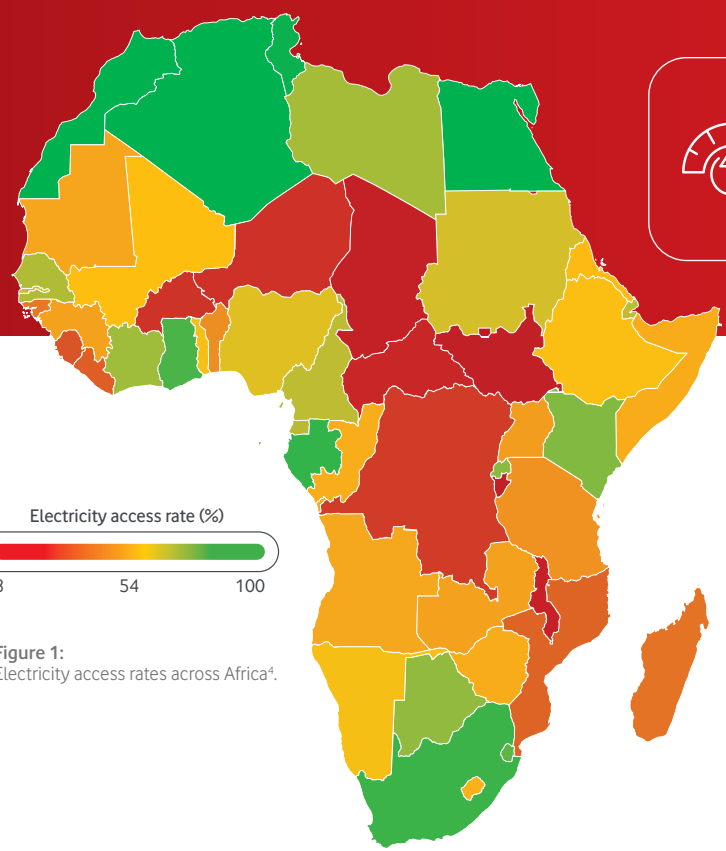 Electricity access rate (%)
54 100
Figure 1:
Electricity access rates across Africa⁴.